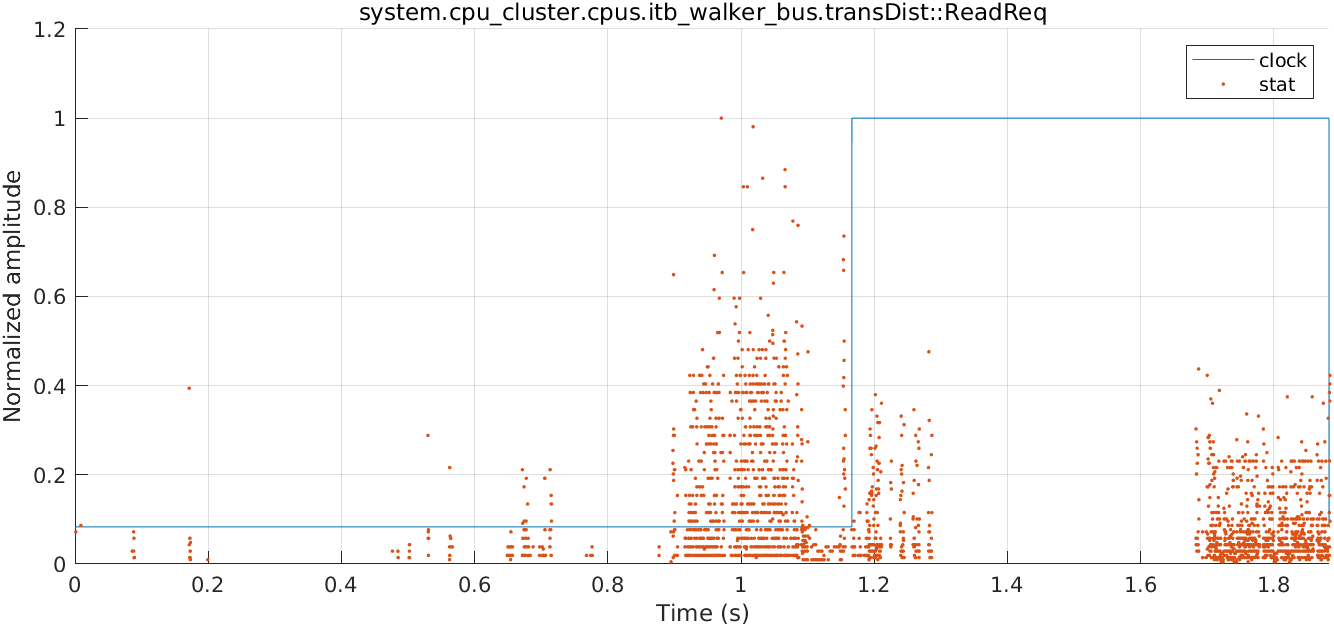 system.cpu_cluster.cpus.itb_walker_bus.transDist::ReadReq
clock
stat
Normalized amplitude
1.2
1
0.8
0.6
0.4
0.2
0
0 0.2 0.4 0.6 0.8 1 1.2 1.4 1.6 1.8
Time (s)